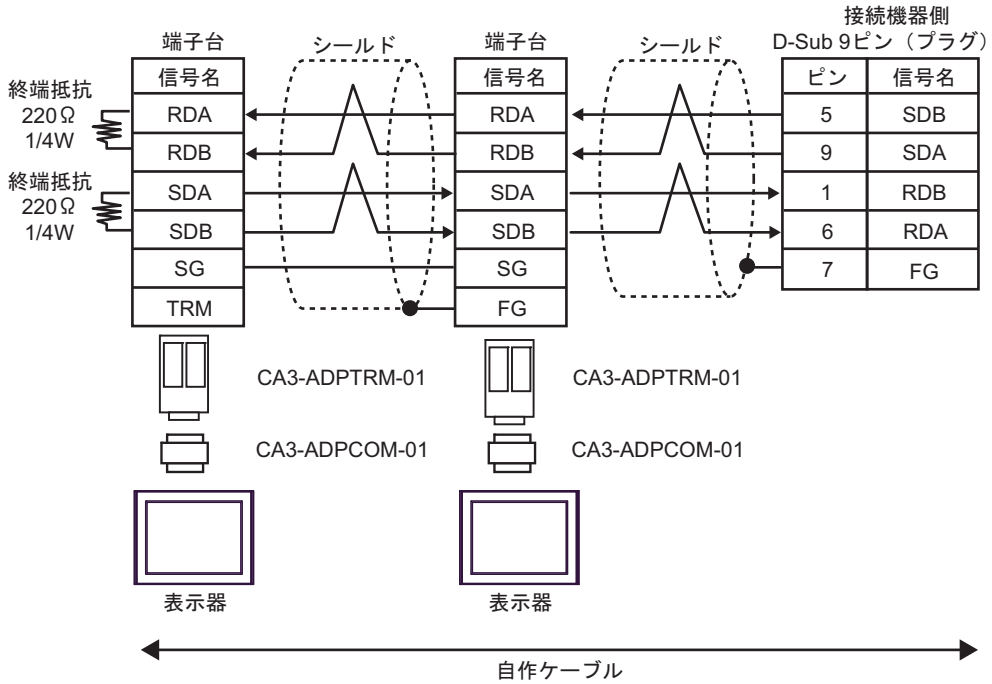 接続機器側
端子台
シールド
端子台
シールド
D-Sub 9ピン（プラグ）
信号名
信号名
ピン
信号名
終端抵抗
220Ω
1/4W
RDA
RDA
5
SDB
RDB
RDB
9
SDA
終端抵抗
220Ω
1/4W
SDA
SDA
1
RDB
SDB
SDB
6
RDA
SG
SG
7
FG
TRM
FG
CA3-ADPTRM-01
CA3-ADPTRM-01
CA3-ADPCOM-01
CA3-ADPCOM-01
表示器
表示器
自作ケーブル